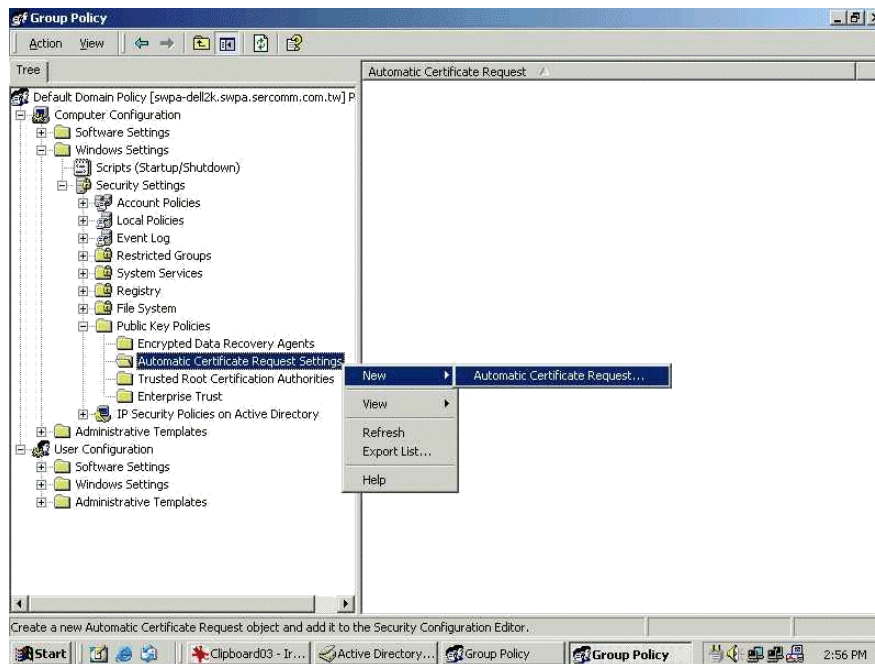 Group Policy
Action View
Tree
Automatic Certificate Request
Default Domain Policy [swpa-dell2k.swpa.sercomm.com.tw] P
Computer Configuration
Software Settings
Windows Settings
Scripts (Startup/Shutdown)
Security Settings
Account Policies
Local Policies
Event Log
Restricted Groups
System Services
Registry
File System
Public Key Policies
Encrypted Data Recovery Agents
Automatic Certificate Request Settings
Trusted Root Certification Authorities
Enterprise Trust
IP Security Policies on Active Directory
Administrative Templates
User Configuration
Software Settings
Windows Settings
Administrative Templates
New
Automatic Certificate Request...
View
Refresh
Export List...
Help
Create a new Automatic Certificate Request object and add it to the Security Configuration Editor.
Start
Clipboard03 - Ir...
Active Directory...
Group Policy
Group Policy
2:56 PM